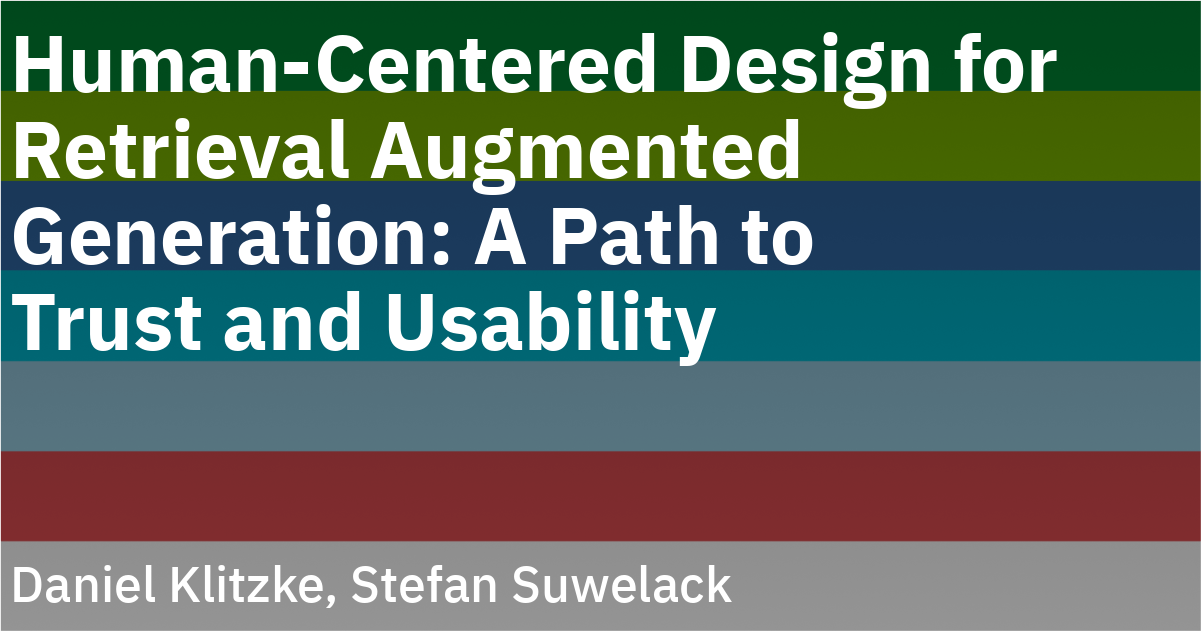 Human-Centered Design for
Retrieval Augmented
Generation: A Path to
Trust and Usability
Daniel Klitzke, Stefan Suwelack